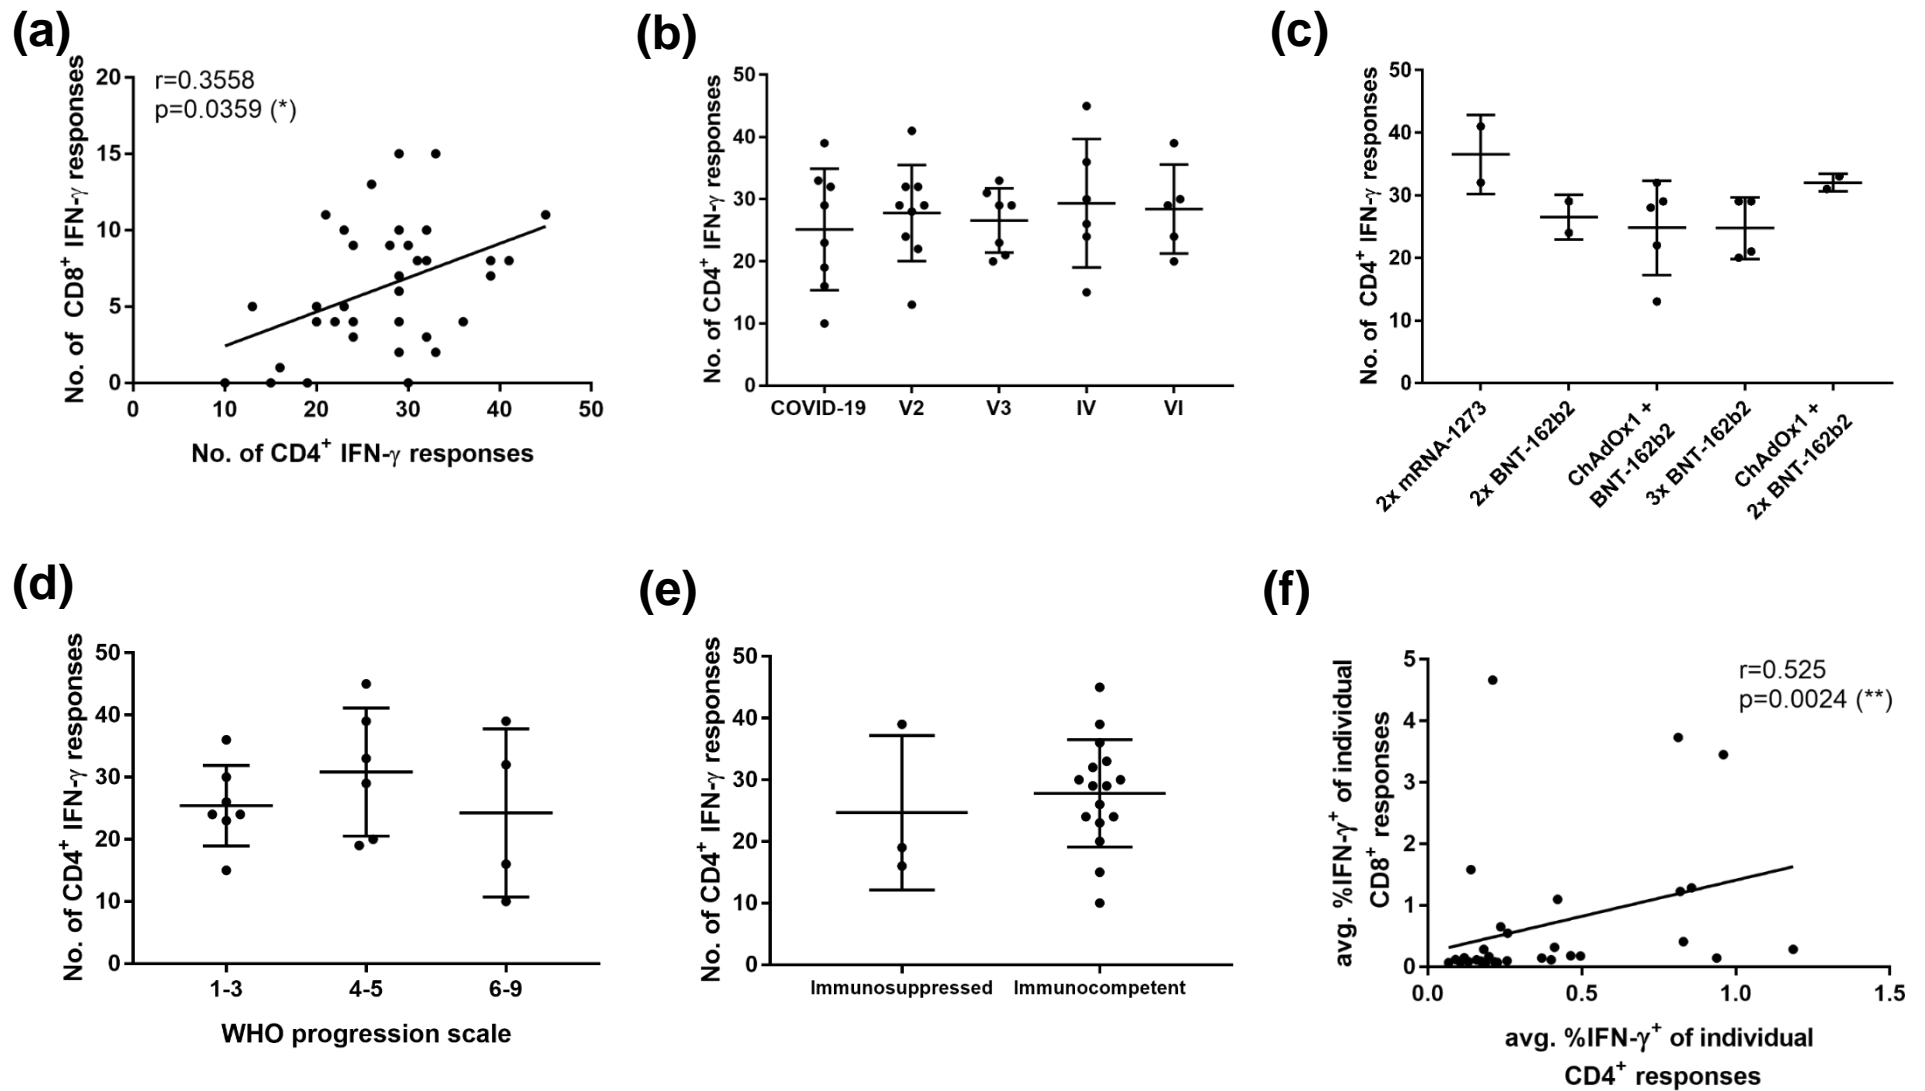 (a)
r=0.3558
p=0.0359 (*)
No. of CD8⁺ IFN-γ responses
20
15
10
5
0
0 10 20 30 40 50
No. of CD4⁺ IFN-γ responses
(b)
No. of CD4⁺ IFN-γ responses
50
40
30
20
10
0
COVID-19 V2 V3 IV VI
(c)
No. of CD4⁺ IFN-γ responses
50
40
30
20
10
0
2x mRNA-1273
2x BNT-162b2
ChAdOx1 +
BNT-162b2
3x BNT-162b2
ChAdOx1 +
2x BNT-162b2
(d)
No. of CD4⁺ IFN-γ responses
50
40
30
20
10
0
1-3 4-5 6-9
WHO progression scale
(e)
No. of CD4⁺ IFN-γ responses
50
40
30
20
10
0
Immunosuppressed Immunocompetent
(f)
r=0.525
p=0.0024 (**)
avg. %IFN-γ⁺ of individual
CD8⁺ responses
5
4
3
2
1
0
0.0 0.5 1.0 1.5
avg. %IFN-γ⁺ of individual
CD4⁺ responses